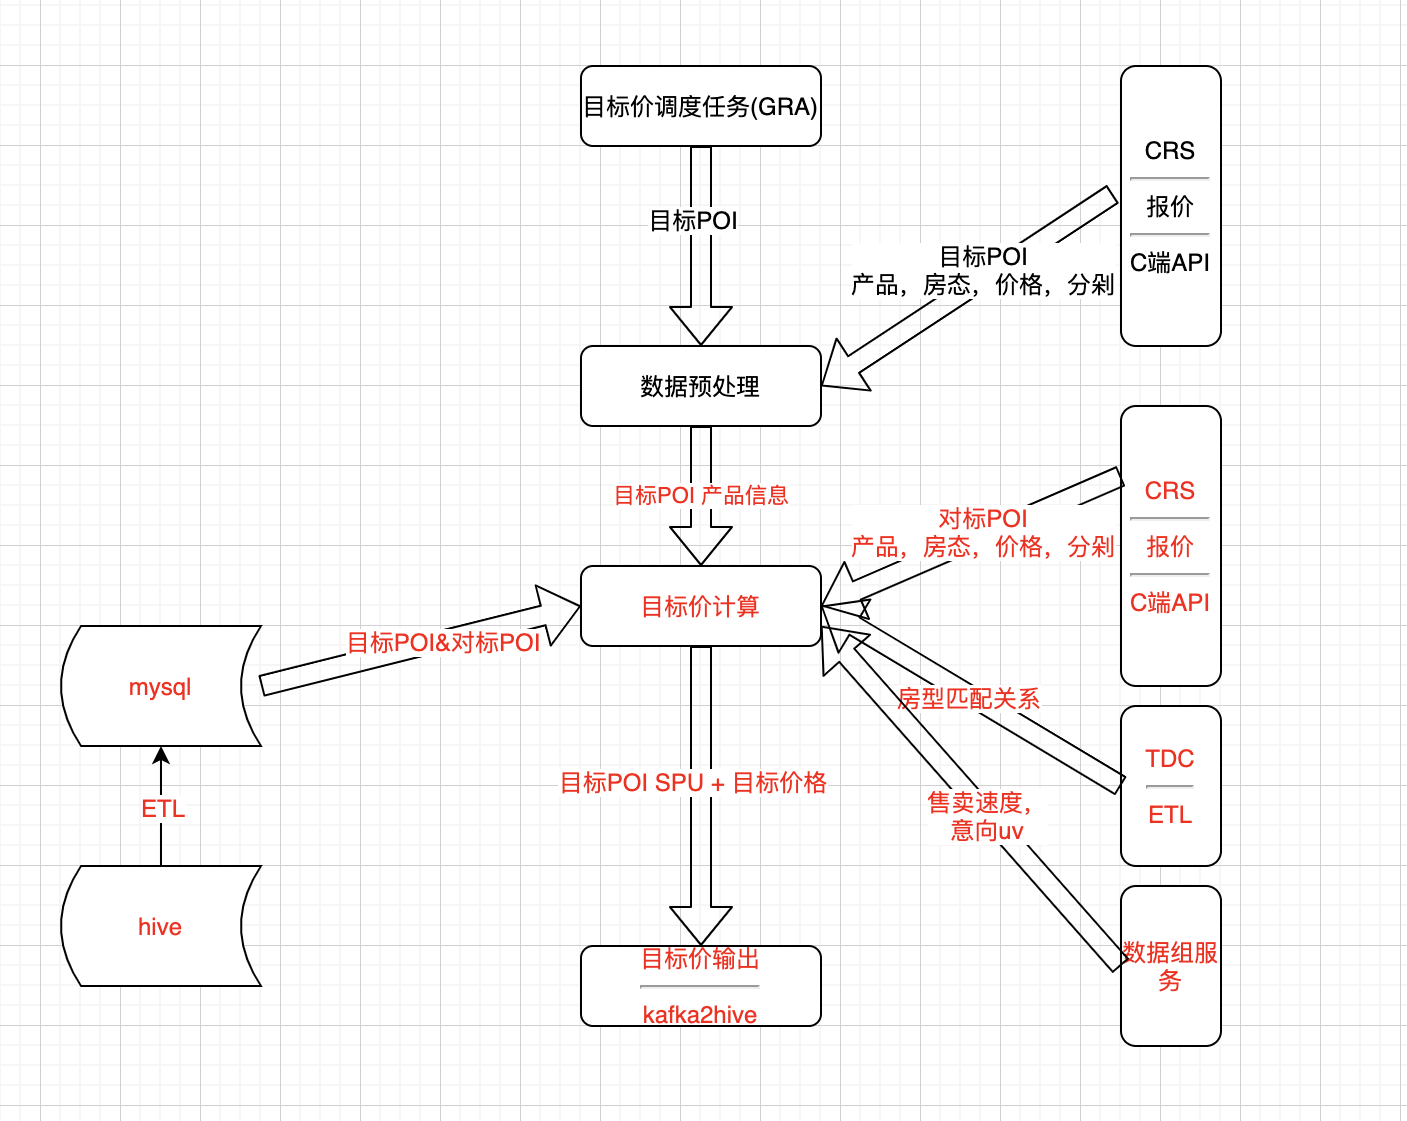 目标价调度任务(GRA)
CRS
报价
C端API
目标POI
目标POI
产品，房态，价格，分剁
数据预处理
目标POI 产品信息
CRS
报价
C端API
对标POI
产品，房态，价格，分剁
目标价计算
目标POI&对标POI
mysql
房型匹配关系
TDC
ETL
目标POI SPU + 目标价格
售卖速度，
意向uv
ETL
hive
数据组服
务
目标价输出
kafka2hive